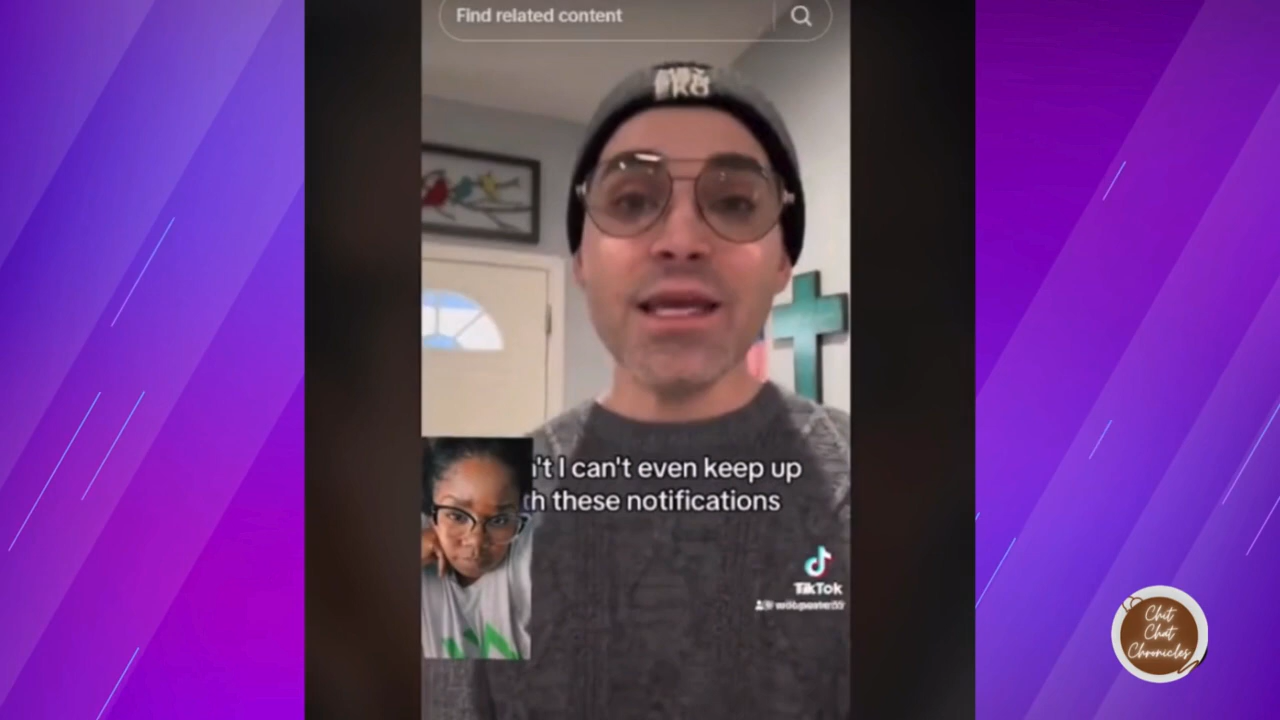 Find related content
't I can't even keep up
these notifications
TikTok
Chit
Chat
Chronicles